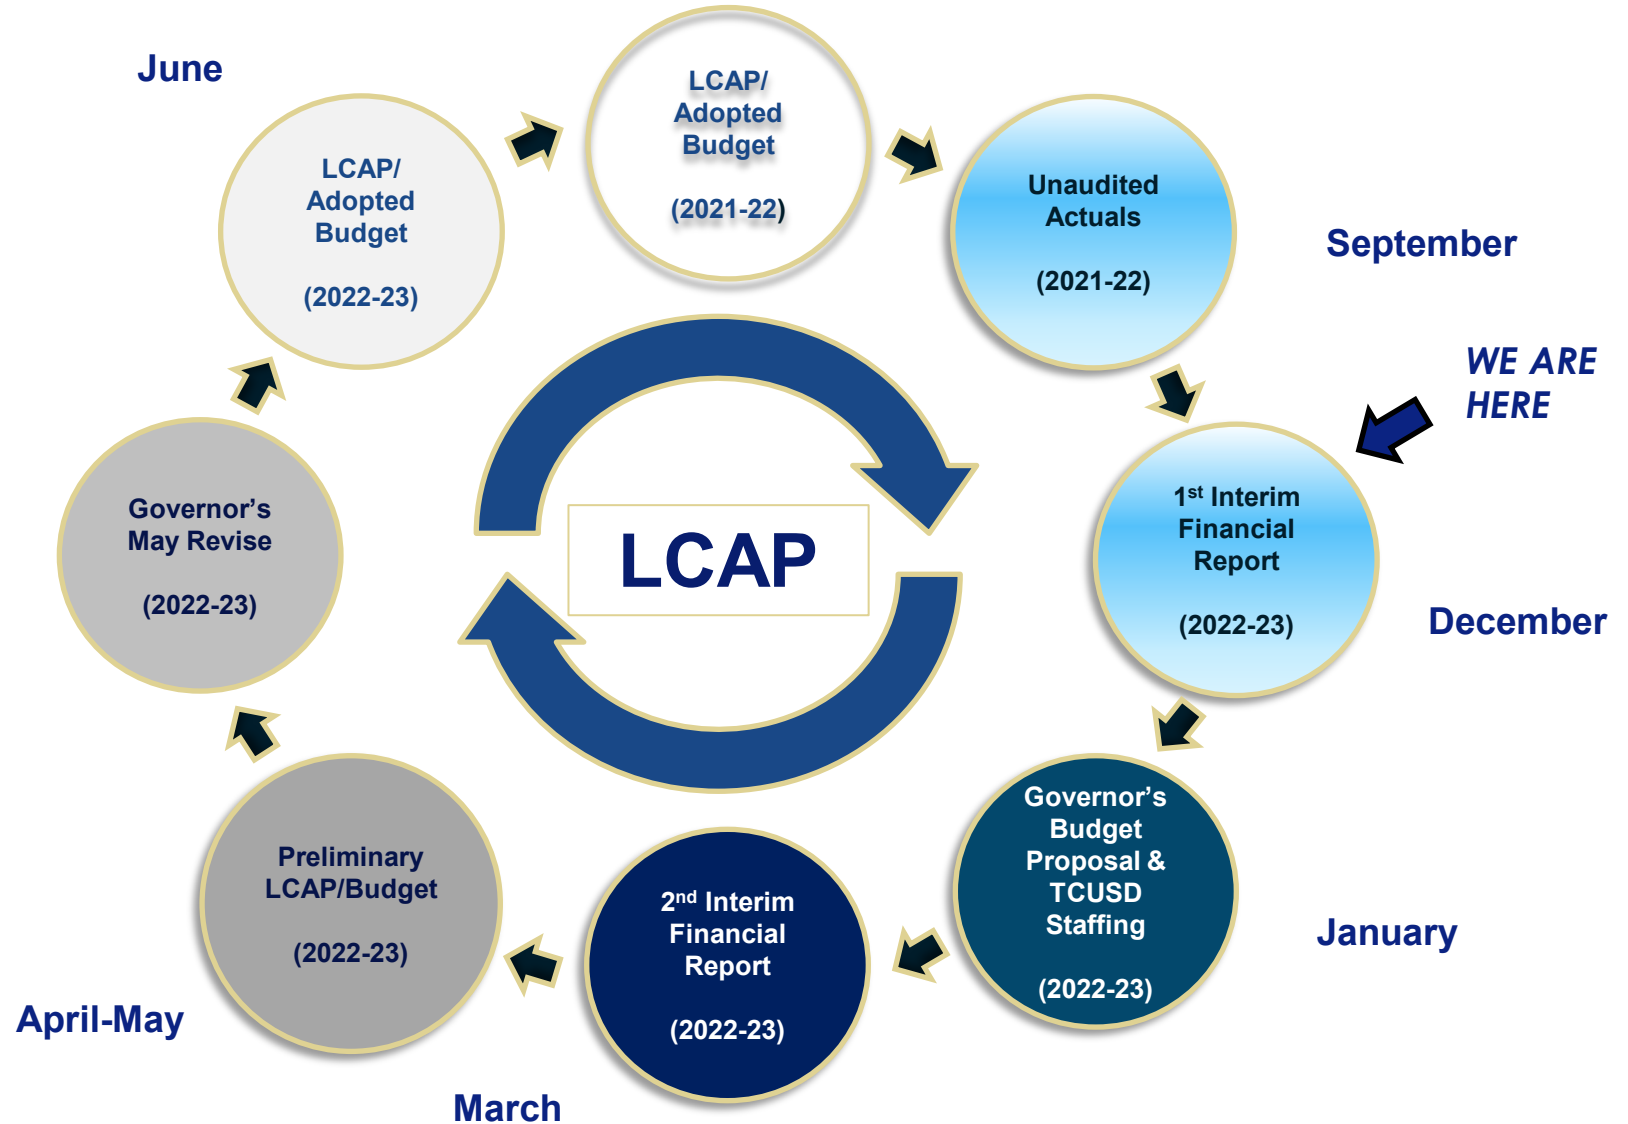 June
LCAP/
Adopted
Budget
(2021-22)
Unaudited
Actuals
(2021-22)
September
WE ARE
HERE
1st Interim
Financial
Report
(2022-23)
December
Governor's
Budget
Proposal &
TCUSD
Staffing
(2022-23)
January
2nd Interim
Financial
Report
(2022-23)
March
Preliminary
LCAP/Budget
(2022-23)
April-May
Governor's
May Revise
(2022-23)
LCAP/
Adopted
Budget
(2022-23)
LCAP